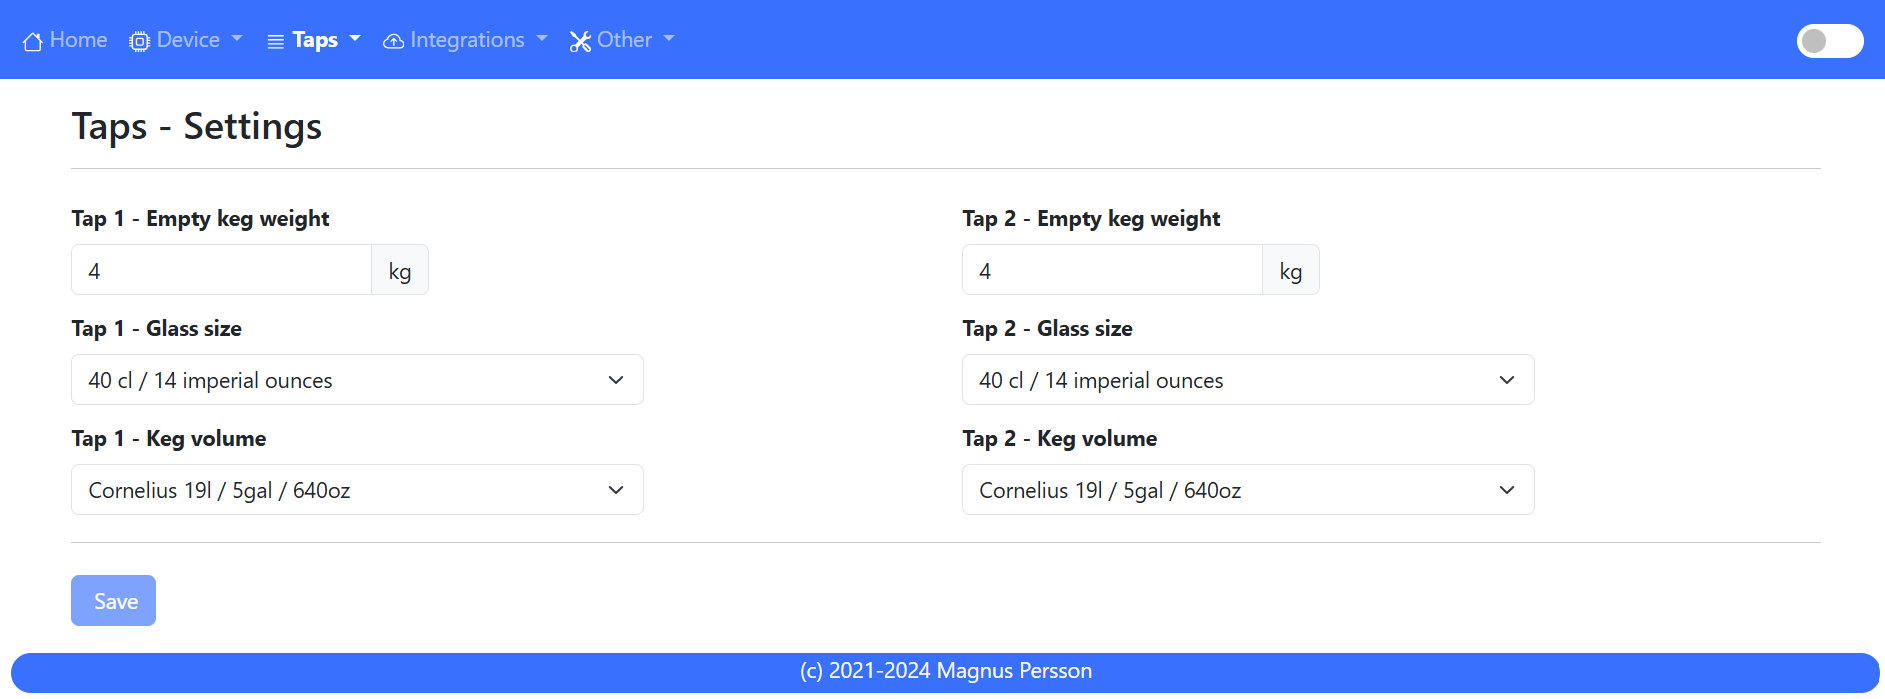 Home Device Taps Integrations Other
Taps - Settings
Tap 1 - Empty keg weight
4 kg
Tap 1 - Glass size
40 cl / 14 imperial ounces
Tap 1 - Keg volume
Cornelius 19l / 5gal / 640oz
Tap 2 - Empty keg weight
4 kg
Tap 2 - Glass size
40 cl / 14 imperial ounces
Tap 2 - Keg volume
Cornelius 19l / 5gal / 640oz
Save
(c) 2021-2024 Magnus Persson